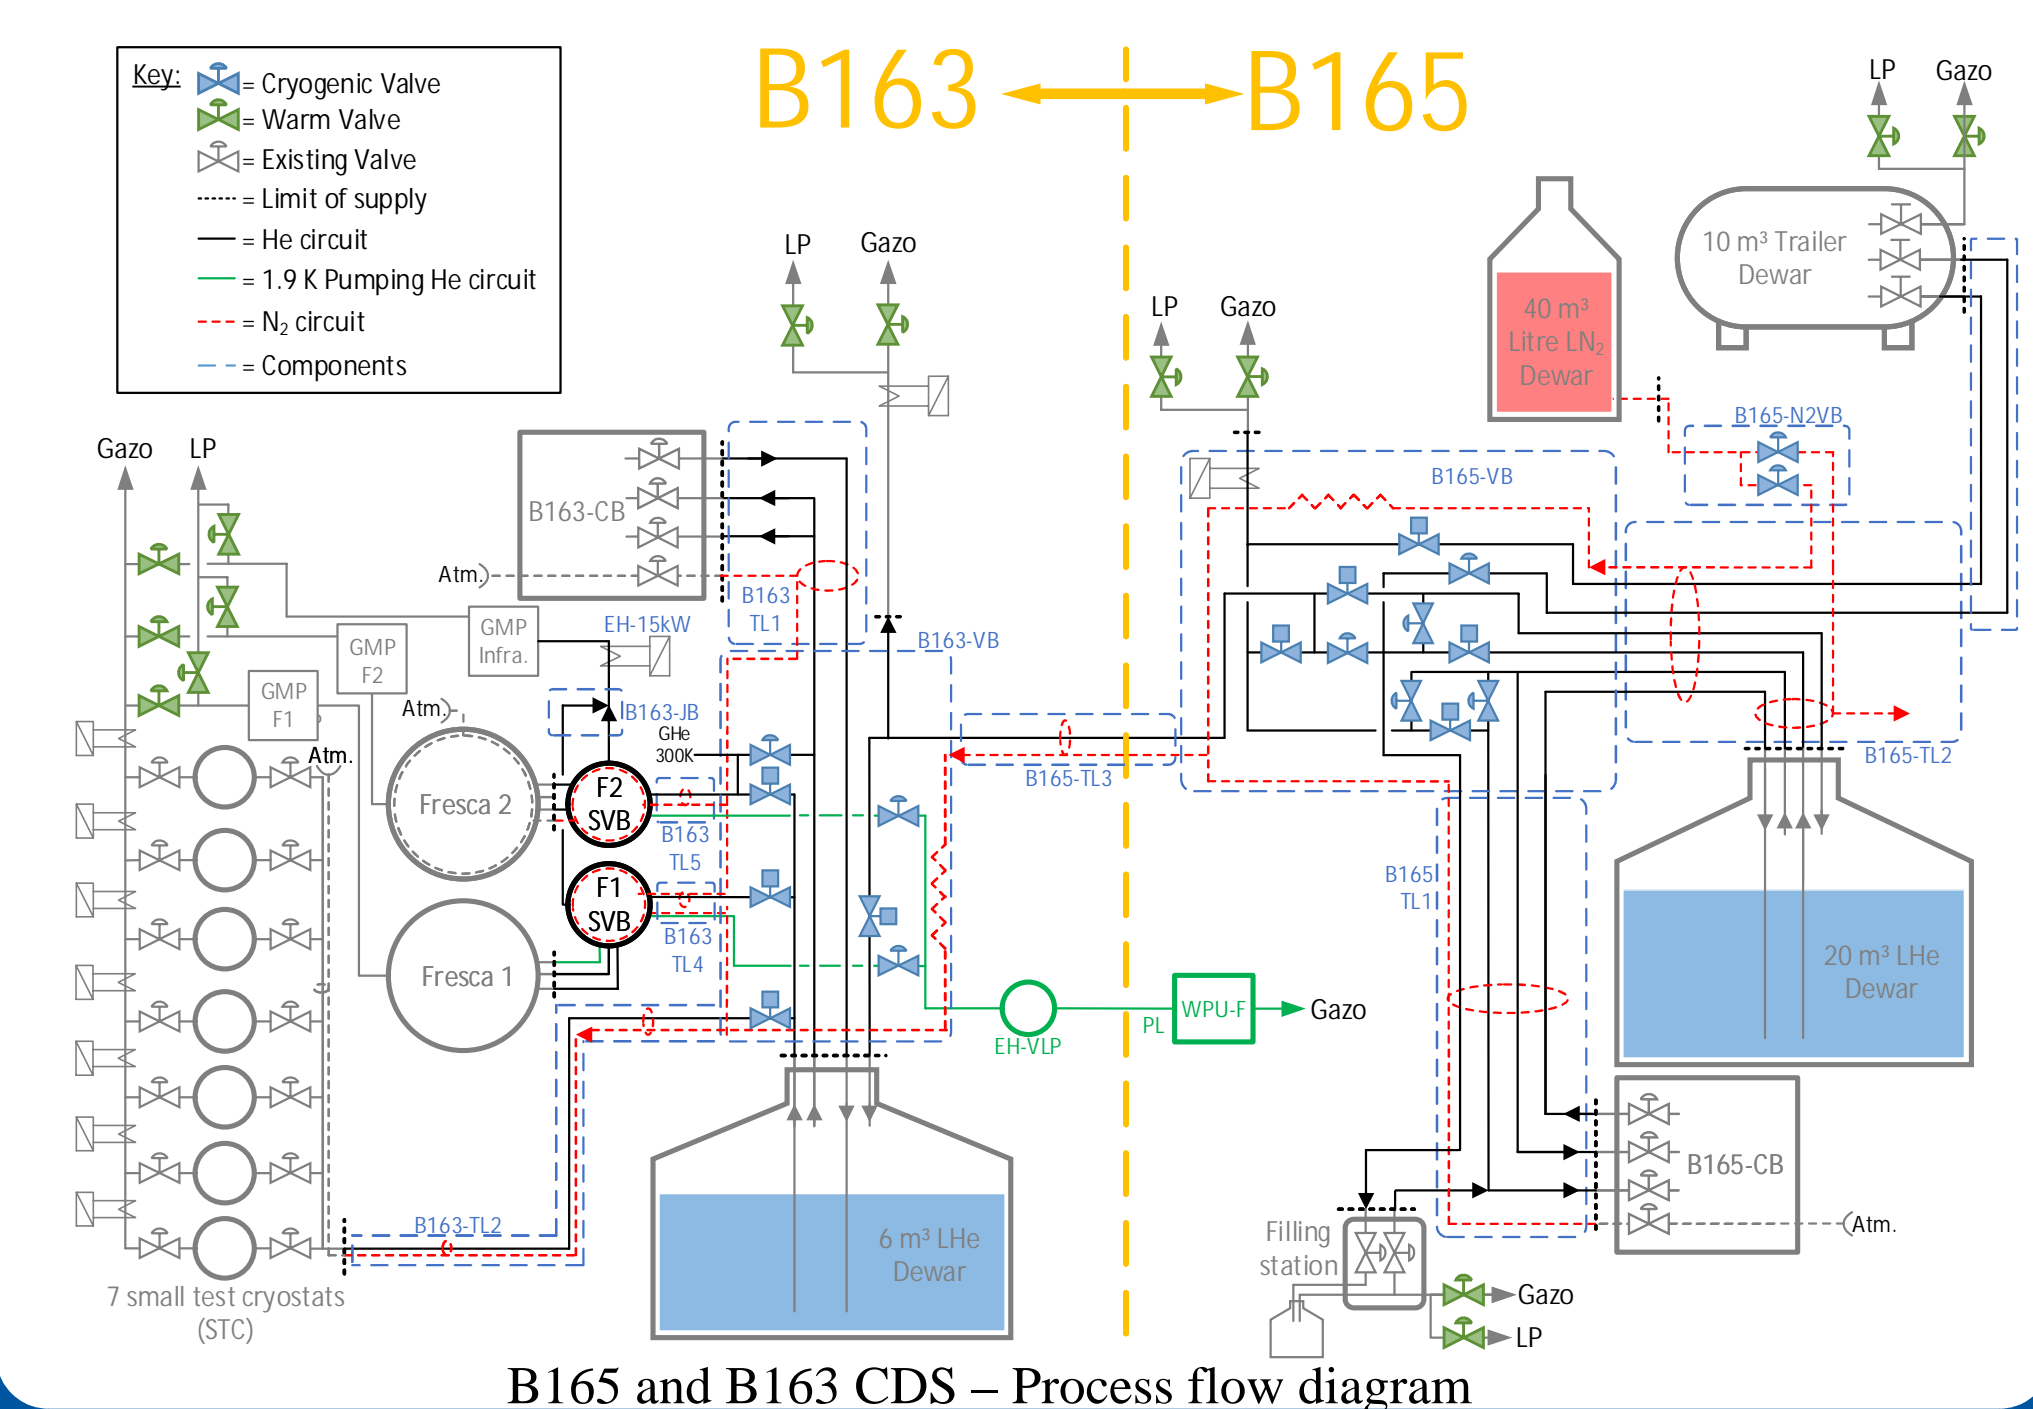 Key:
= Cryogenic Valve
= Warm Valve
= Existing Valve
= Limit of supply
= He circuit
= 1.9 K Pumping He circuit
= N₂ circuit
= Components
B163
B165
LP
Gazo
10 m³ Trailer
Dewar
40 m³
Litre LN₂
Dewar
LP
Gazo
LP
Gazo
B165-N2VB
B165-VB
Gazo
LP
B163-CB
Atm.
B163
TL1
EH-15kW
B163-VB
GMP
Infra.
GMP
F2
GMP
F1
Atm.
B163-JB
GHe
300K
Atm.
B165-TL3
B165-TL2
Fresca 2
F2
SVB
B163
TL5
F1
SVB
B163
TL4
Fresca 1
B165
TL1
20 m³ LHe
Dewar
EH-VLP
PL
WPU-F
Gazo
B165-CB
Atm.
B163-TL2
6 m³ LHe
Dewar
Filling
station
Gazo
LP
7 small test cryostats
(STC)
B165 and B163 CDS – Process flow diagram